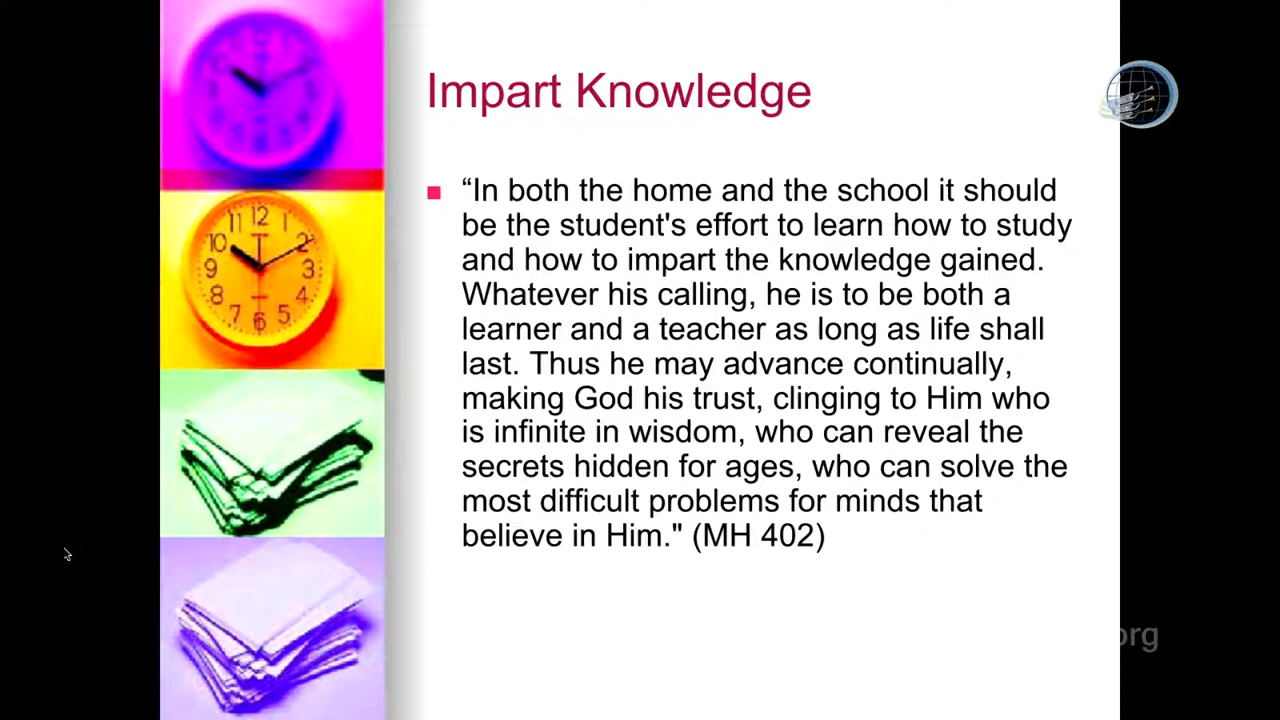 Impart Knowledge
“In both the home and the school it should
be the student's effort to learn how to study
and how to impart the knowledge gained.
Whatever his calling, he is to be both a
learner and a teacher as long as life shall
last. Thus he may advance continually,
making God his trust, clinging to Him who
is infinite in wisdom, who can reveal the
secrets hidden for ages, who can solve the
most difficult problems for minds that
believe in Him." (MH 402)
org
11 12 1
10 2
9 3
8 4
7 6 5